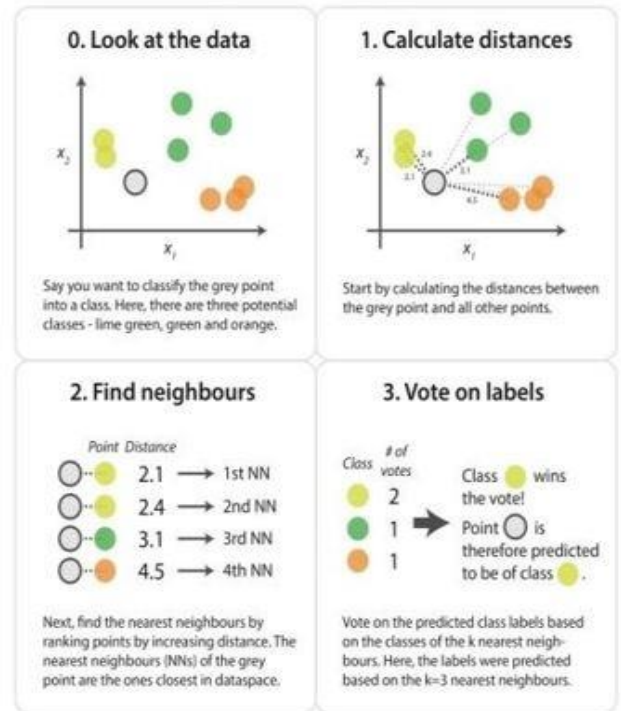 0. Look at the data
X₂
X₁
Say you want to classify the grey point
into a class. Here, there are three potential
classes - lime green, green and orange.
1. Calculate distances
X₂
2.4
2.1
3.1
4.5
X₁
Start by calculating the distances between
the grey point and all other points.
2. Find neighbours
Point Distance
2.1 → 1st NN
2.4 → 2nd NN
3.1 → 3rd NN
4.5 → 4th NN
Next, find the nearest neighbours by
ranking points by increasing distance. The
nearest neighbours (NNs) of the grey
point are the ones closest in dataspace.
3. Vote on labels
Class # of votes
2
1
1
Class wins
the vote!
Point is
therefore predicted
to be of class .
Vote on the predicted class labels based
on the classes of the k nearest neigh-
bours. Here, the labels were predicted
based on the k=3 nearest neighbours.